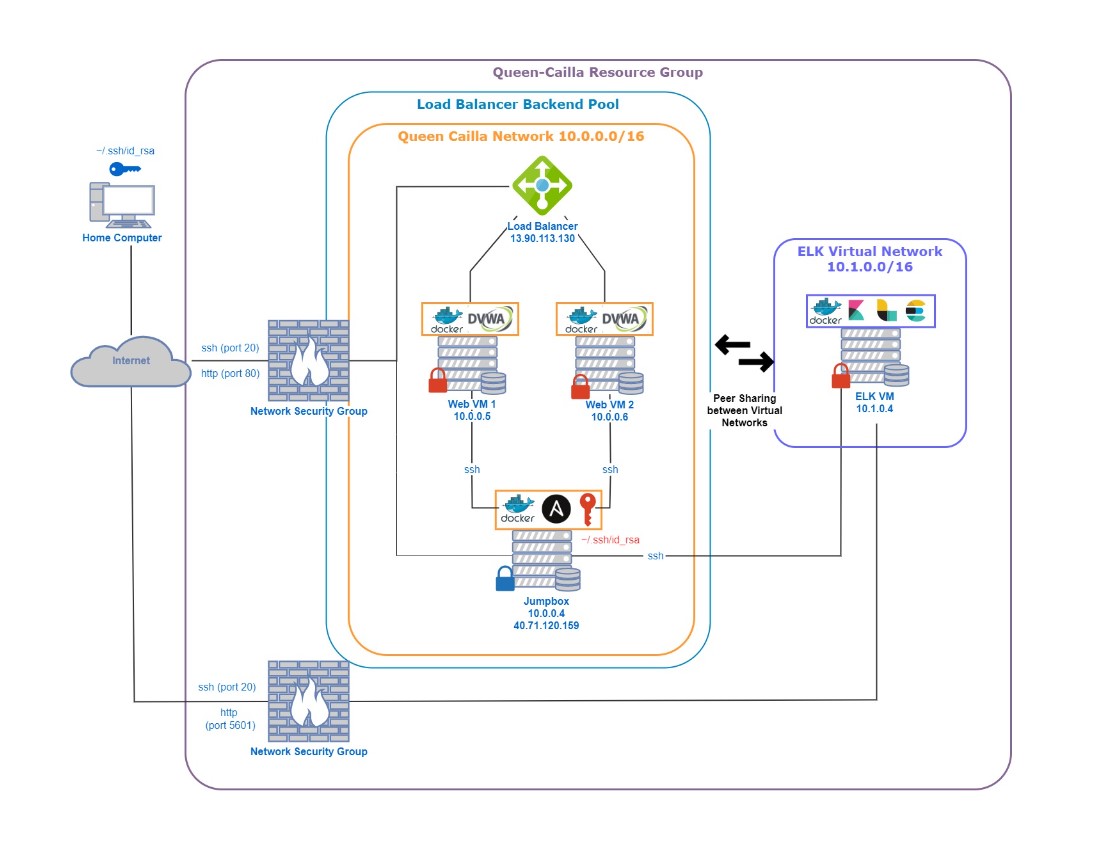 Queen-Cailla Resource Group
Load Balancer Backend Pool
Queen Cailla Network 10.0.0.0/16
~/.ssh/id_rsa
Home Computer
Load Balancer
13.90.113.130
ELK Virtual Network
10.1.0.0/16
docker
DVWA
docker
DVWA
docker
Internet
ssh (port 20)
http (port 80)
Network Security Group
Web VM 1
10.0.0.5
Web VM 2
10.0.0.6
Peer Sharing
between Virtual
Networks
ELK VM
10.1.0.4
ssh
ssh
docker
A
~/.ssh/id_rsa
ssh
Jumpbox
10.0.0.4
40.71.120.159
ssh (port 20)
http
(port 5601)
Network Security Group